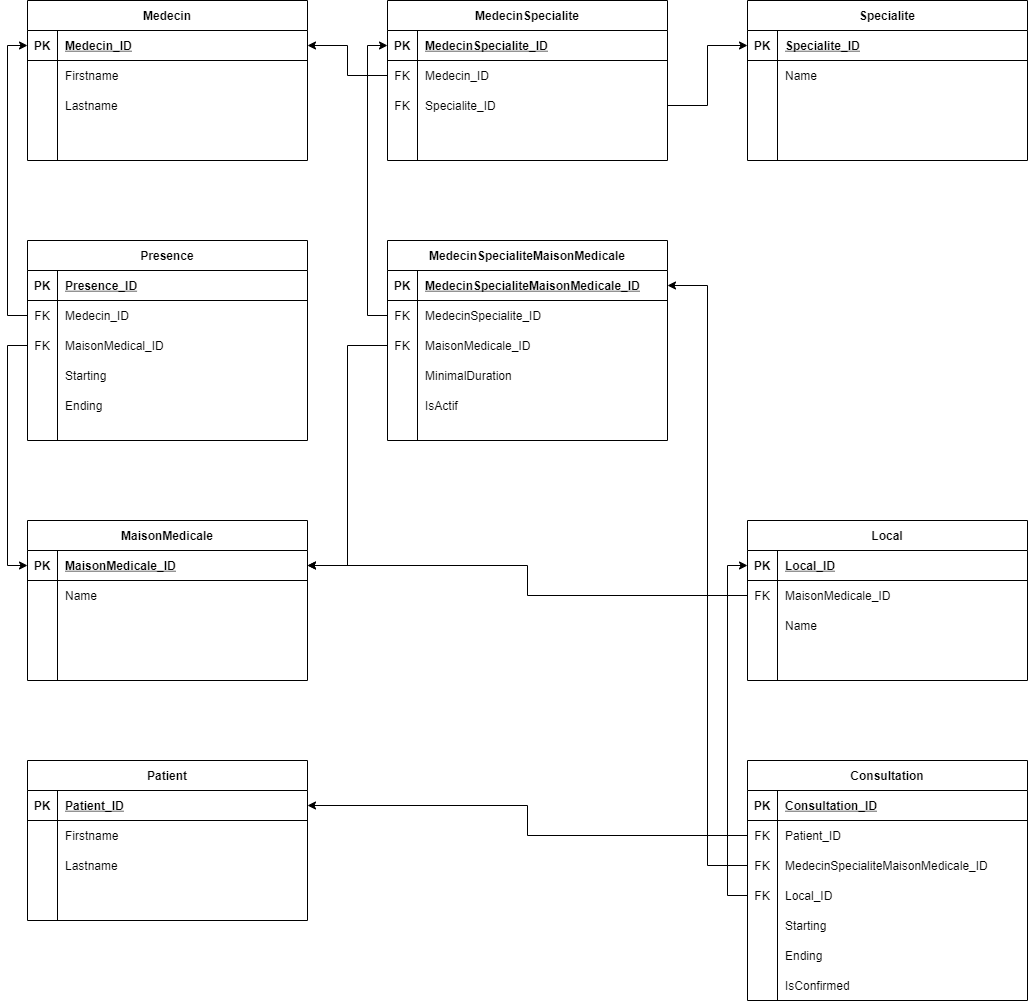 Medecin
PK Medecin_ID
Firstname
Lastname
MedecinSpecialite
PK MedecinSpecialite_ID
FK Medecin_ID
FK Specialite_ID
Specialite
PK Specialite_ID
Name
Presence
PK Presence_ID
FK Medecin_ID
FK MaisonMedical_ID
Starting
Ending
MedecinSpecialiteMaisonMedicale
PK MedecinSpecialiteMaisonMedicale_ID
FK MedecinSpecialite_ID
FK MaisonMedicale_ID
MinimalDuration
IsActif
MaisonMedicale
PK MaisonMedicale_ID
Name
Local
PK Local_ID
FK MaisonMedicale_ID
Name
Patient
PK Patient_ID
Firstname
Lastname
Consultation
PK Consultation_ID
FK Patient_ID
FK MedecinSpecialiteMaisonMedicale_ID
FK Local_ID
Starting
Ending
IsConfirmed